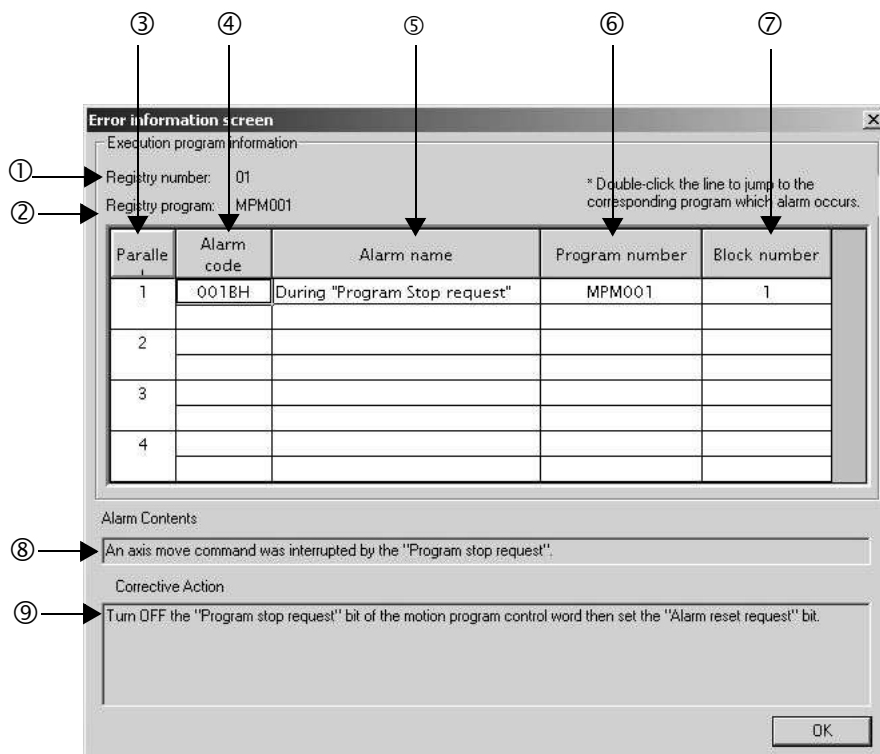 ③ ④ ⑤ ⑥ ⑦
Error information screen
Execution program information
① Registry number: 01
② Registry program: MPM001
* Double-click the line to jump to the
corresponding program which alarm occurs.
Paralle Alarm code Alarm name Program number Block number
1 001BH During "Program Stop request" MPM001 1
2
3
4
Alarm Contents
⑧ An axis move command was interrupted by the "Program stop request".
Corrective Action
⑨ Turn OFF the "Program stop request" bit of the motion program control word then set the "Alarm reset request" bit.
OK